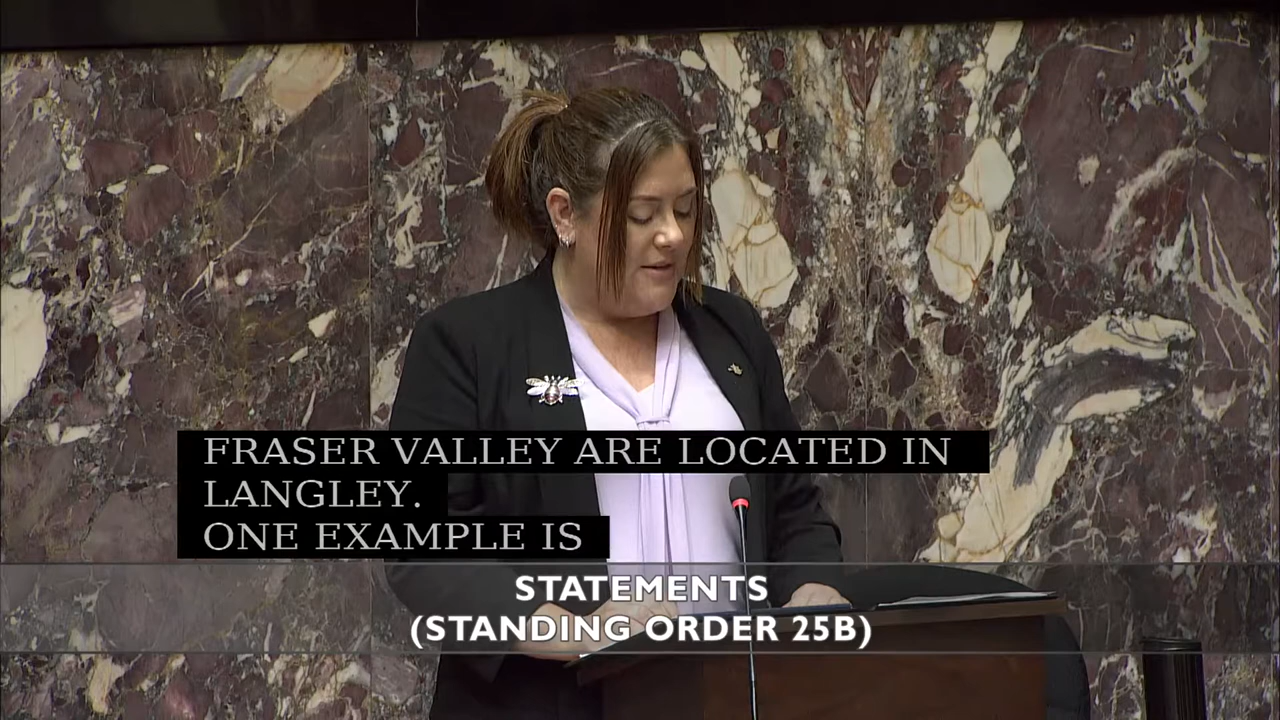 FRASER VALLEY ARE LOCATED IN
LANGLEY.
ONE EXAMPLE IS
STATEMENTS
(STANDING ORDER 25B)